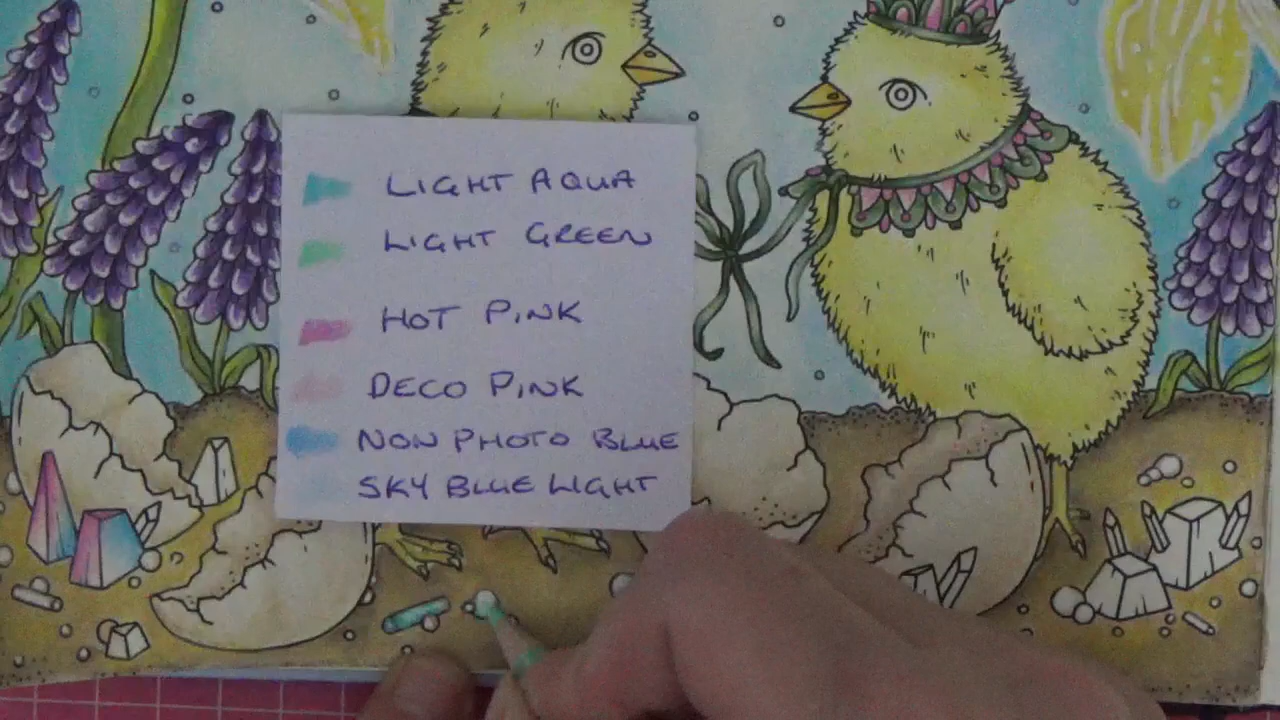 LIGHT AQUA
LIGHT GREEN
HOT PINK
DECO PINK
NON PHOTO BLUE
SKY BLUE LIGHT